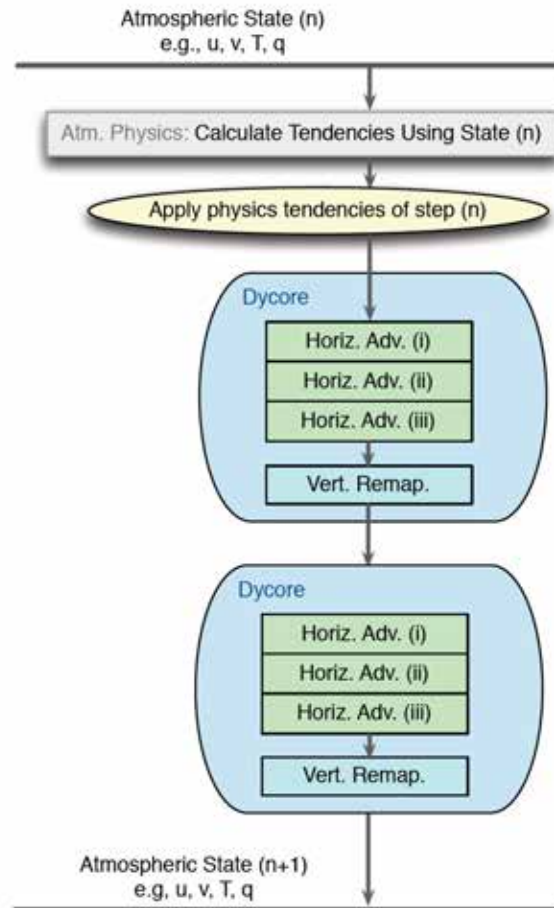 Atmospheric State (n)
e.g., u, v, T, q
Atm. Physics: Calculate Tendencies Using State (n)
Apply physics tendencies of step (n)
Dycore
Horiz. Adv. (i)
Horiz. Adv. (ii)
Horiz. Adv. (iii)
Vert. Remap.
Dycore
Horiz. Adv. (i)
Horiz. Adv. (ii)
Horiz. Adv. (iii)
Vert. Remap.
Atmospheric State (n+1)
e.g, u, v, T, q